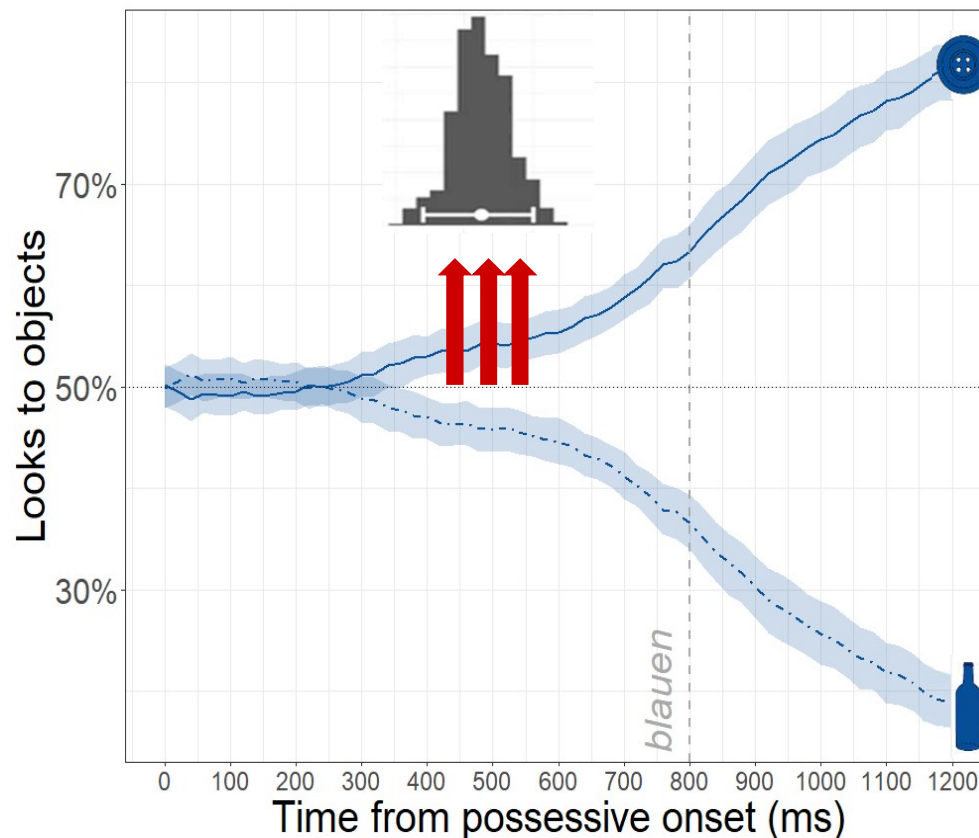 70%
50%
30%
Looks to objects
blauen
0 100 200 300 400 500 600 700 800 900 1000 1100 1200
Time from possessive onset (ms)